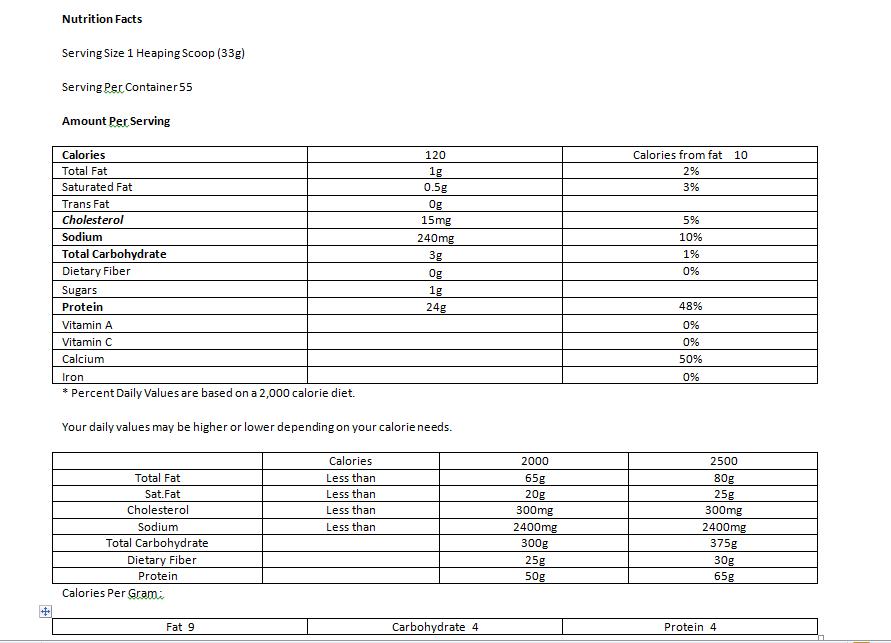 Nutrition Facts
Serving Size 1 Heaping Scoop (33g)
Serving Per Container 55
Amount Per Serving
Calories 120 Calories from fat 10
Total Fat 1g 2%
Saturated Fat 0.5g 3%
Trans Fat 0g
Cholesterol 15mg 5%
Sodium 240mg 10%
Total Carbohydrate 3g 1%
Dietary Fiber 0g 0%
Sugars 1g
Protein 24g 48%
Vitamin A 0%
Vitamin C 0%
Calcium 50%
Iron 0%
* Percent Daily Values are based on a 2,000 calorie diet.
Your daily values may be higher or lower depending on your calorie needs.
Calories 2000 2500
Total Fat Less than 65g 80g
Sat.Fat Less than 20g 25g
Cholesterol Less than 300mg 300mg
Sodium Less than 2400mg 2400mg
Total Carbohydrate 300g 375g
Dietary Fiber 25g 30g
Protein 50g 65g
Calories Per Gram :
Fat 9 Carbohydrate 4 Protein 4